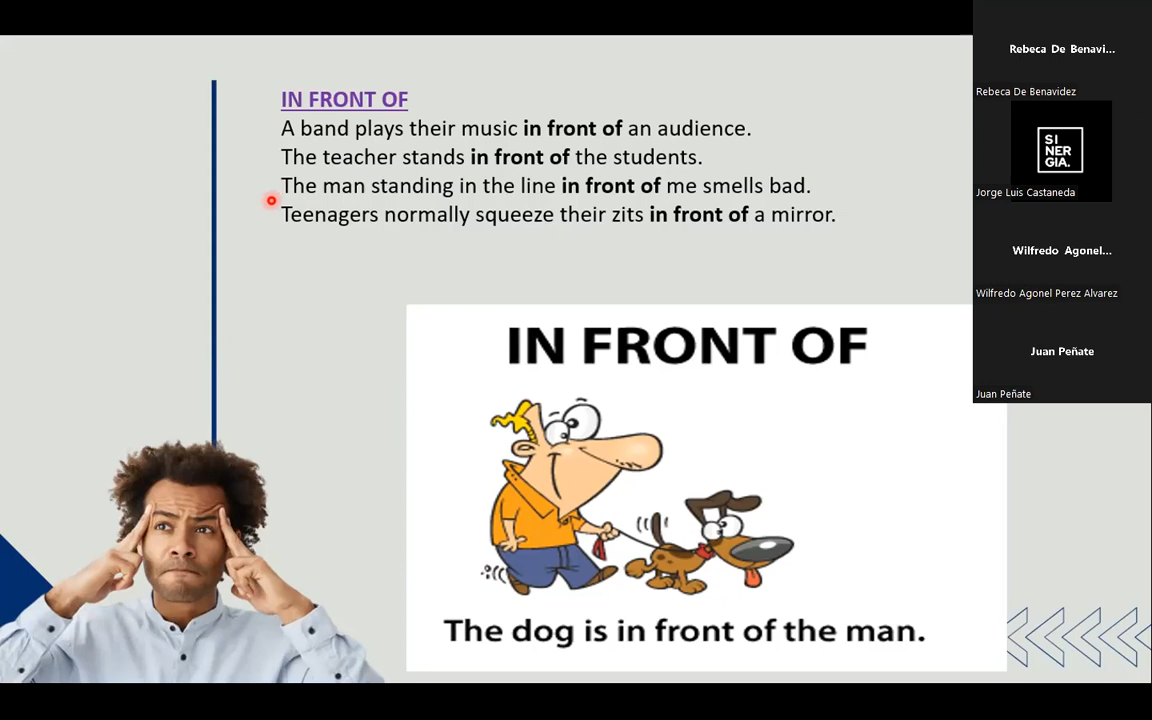 IN FRONT OF
A band plays their music in front of an audience.
The teacher stands in front of the students.
The man standing in the line in front of me smells bad.
Teenagers normally squeeze their zits in front of a mirror.
IN FRONT OF
The dog is in front of the man.
Rebeca De Benavi...
Rebeca De Benavidez
SI
NER
GIA.
Jorge Luis Castaneda
Wilfredo Agonel...
Wilfredo Agonel Perez Alvarez
Juan Peñate
Juan Peñate